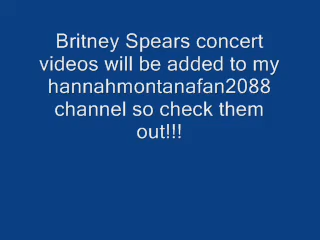 Britney Spears concert
videos will be added to my
hannahmontanafan2088
channel so check them
out!!!